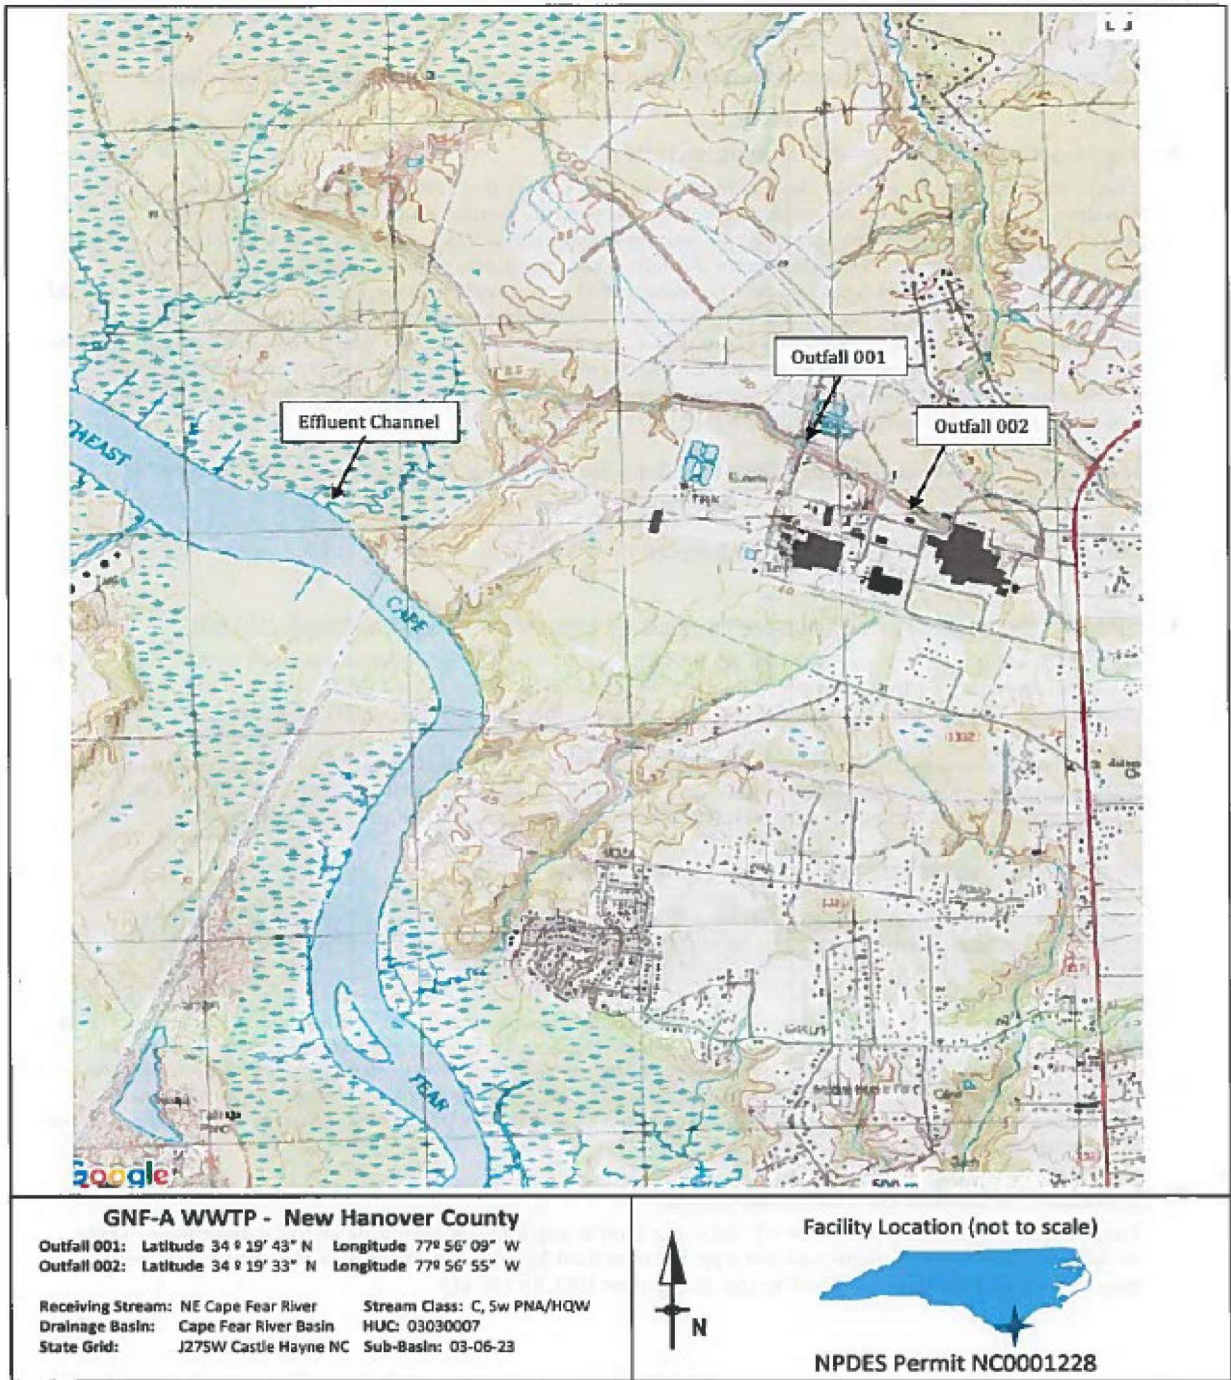 Outfall 001
Effluent Channel
Outfall 002
THEAST
CAPE
FEAR
Google
GNF-A WWTP - New Hanover County
Outfall 001: Latitude 34 º 19' 43" N Longitude 77º 56' 09" W
Outfall 002: Latitude 34 º 19' 33" N Longitude 77º 56' 55" W
Receiving Stream: NE Cape Fear River Stream Class: C, Sw PNA/HQW
Drainage Basin: Cape Fear River Basin HUC: 03030007
State Grid: J27SW Castle Hayne NC Sub-Basin: 03-06-23
N
Facility Location (not to scale)
NPDES Permit NC0001228